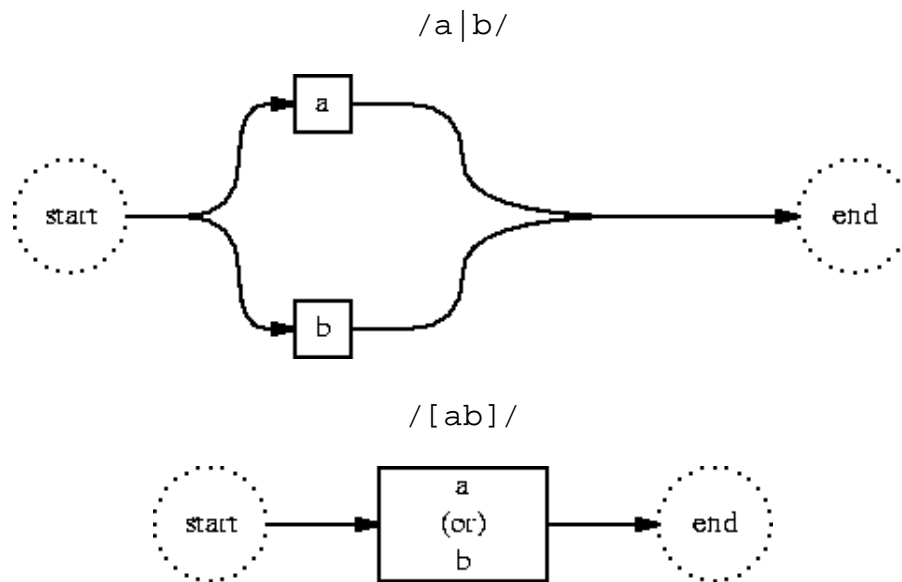 /a|b/
a
start
end
b
/[ab]/
start
a
(or)
b
end